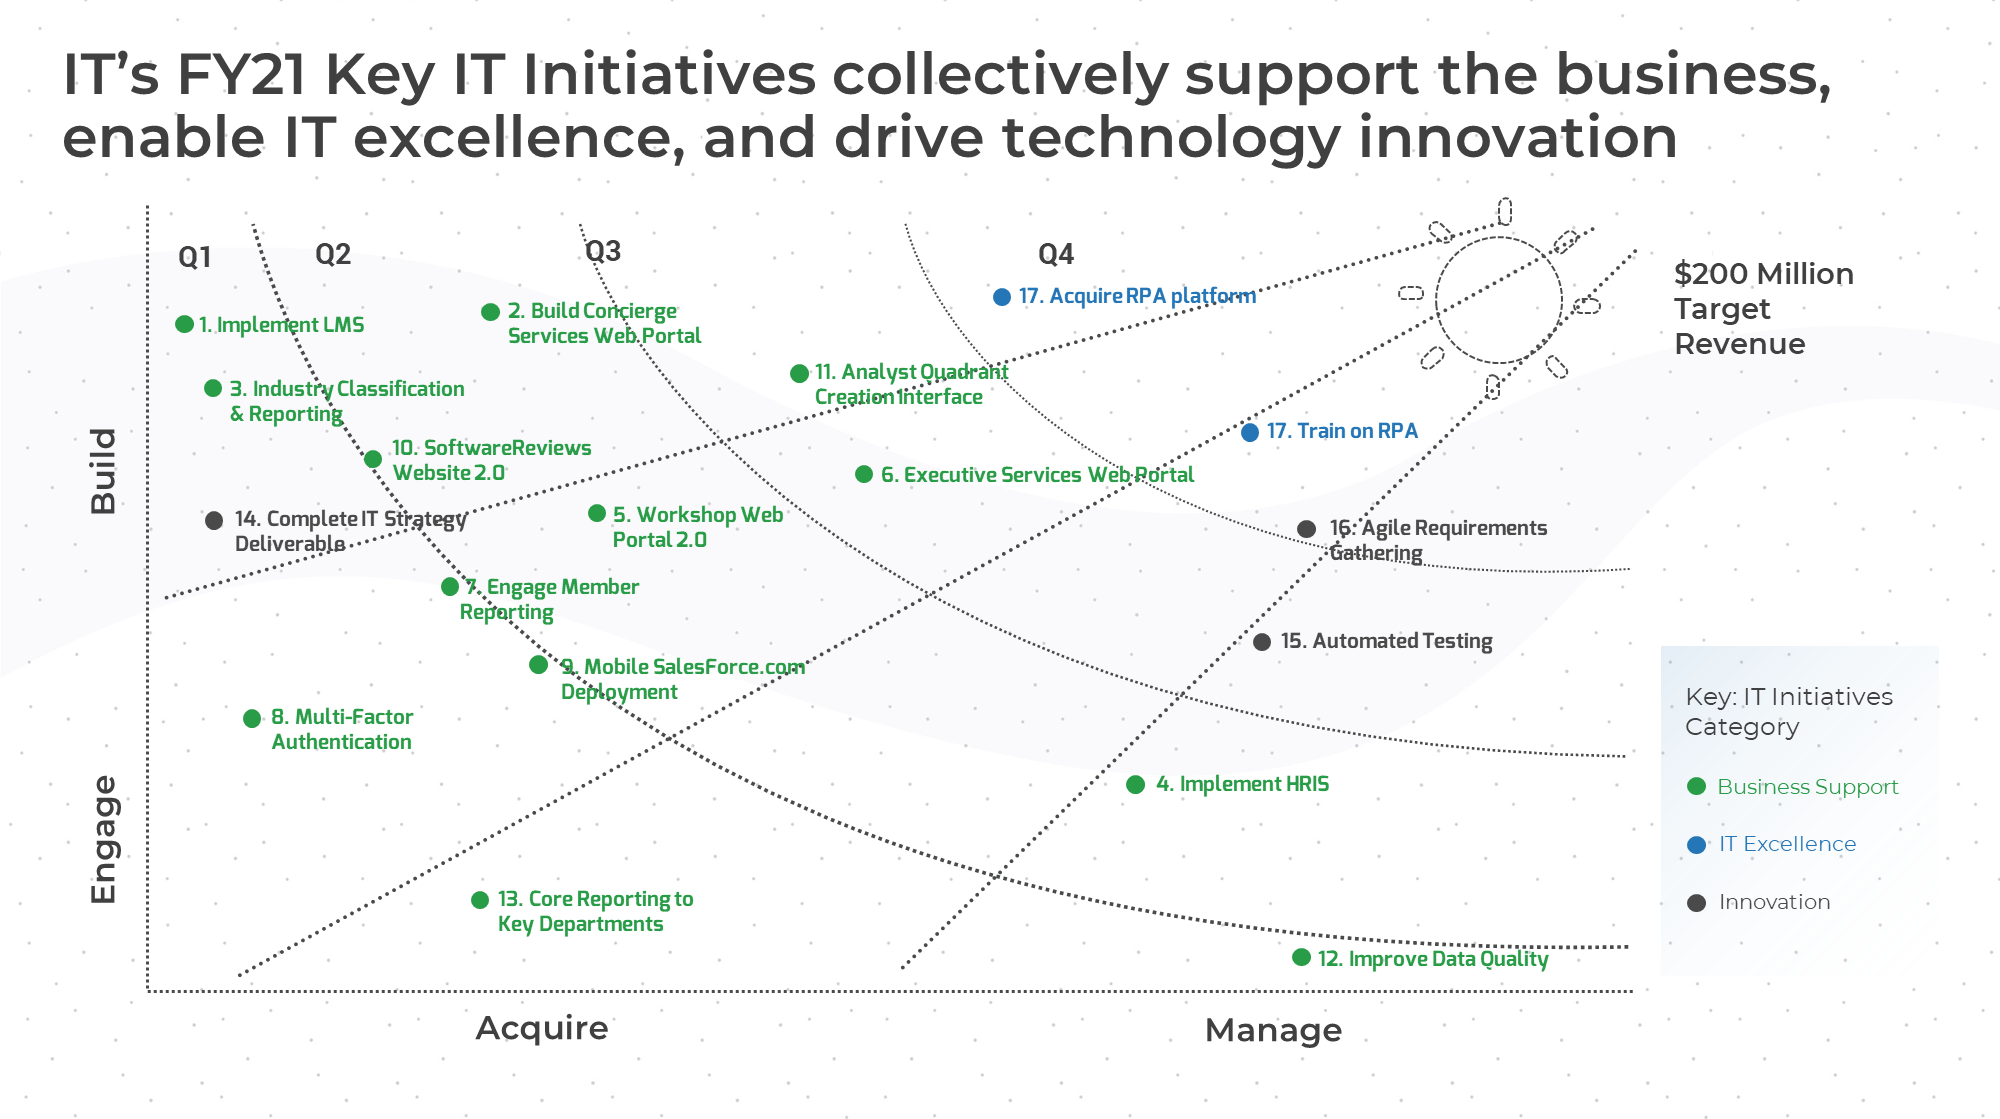 IT’s FY21 Key IT Initiatives collectively support the business,
enable IT excellence, and drive technology innovation
Q1
Q2
Q3
Q4
$200 Million
Target
Revenue
1. Implement LMS
2. Build Concierge
Services Web Portal
17. Acquire RPA platform
3. Industry Classification
& Reporting
11. Analyst Quadrant
Creation Interface
10. SoftwareReviews
Website 2.0
17. Train on RPA
6. Executive Services Web Portal
14. Complete IT Strategy
Deliverable
5. Workshop Web
Portal 2.0
16. Agile Requirements
Gathering
7. Engage Member
Reporting
15. Automated Testing
9. Mobile SalesForce.com
Deployment
8. Multi-Factor
Authentication
4. Implement HRIS
13. Core Reporting to
Key Departments
12. Improve Data Quality
Build
Engage
Acquire
Manage
Key: IT Initiatives
Category
Business Support
IT Excellence
Innovation